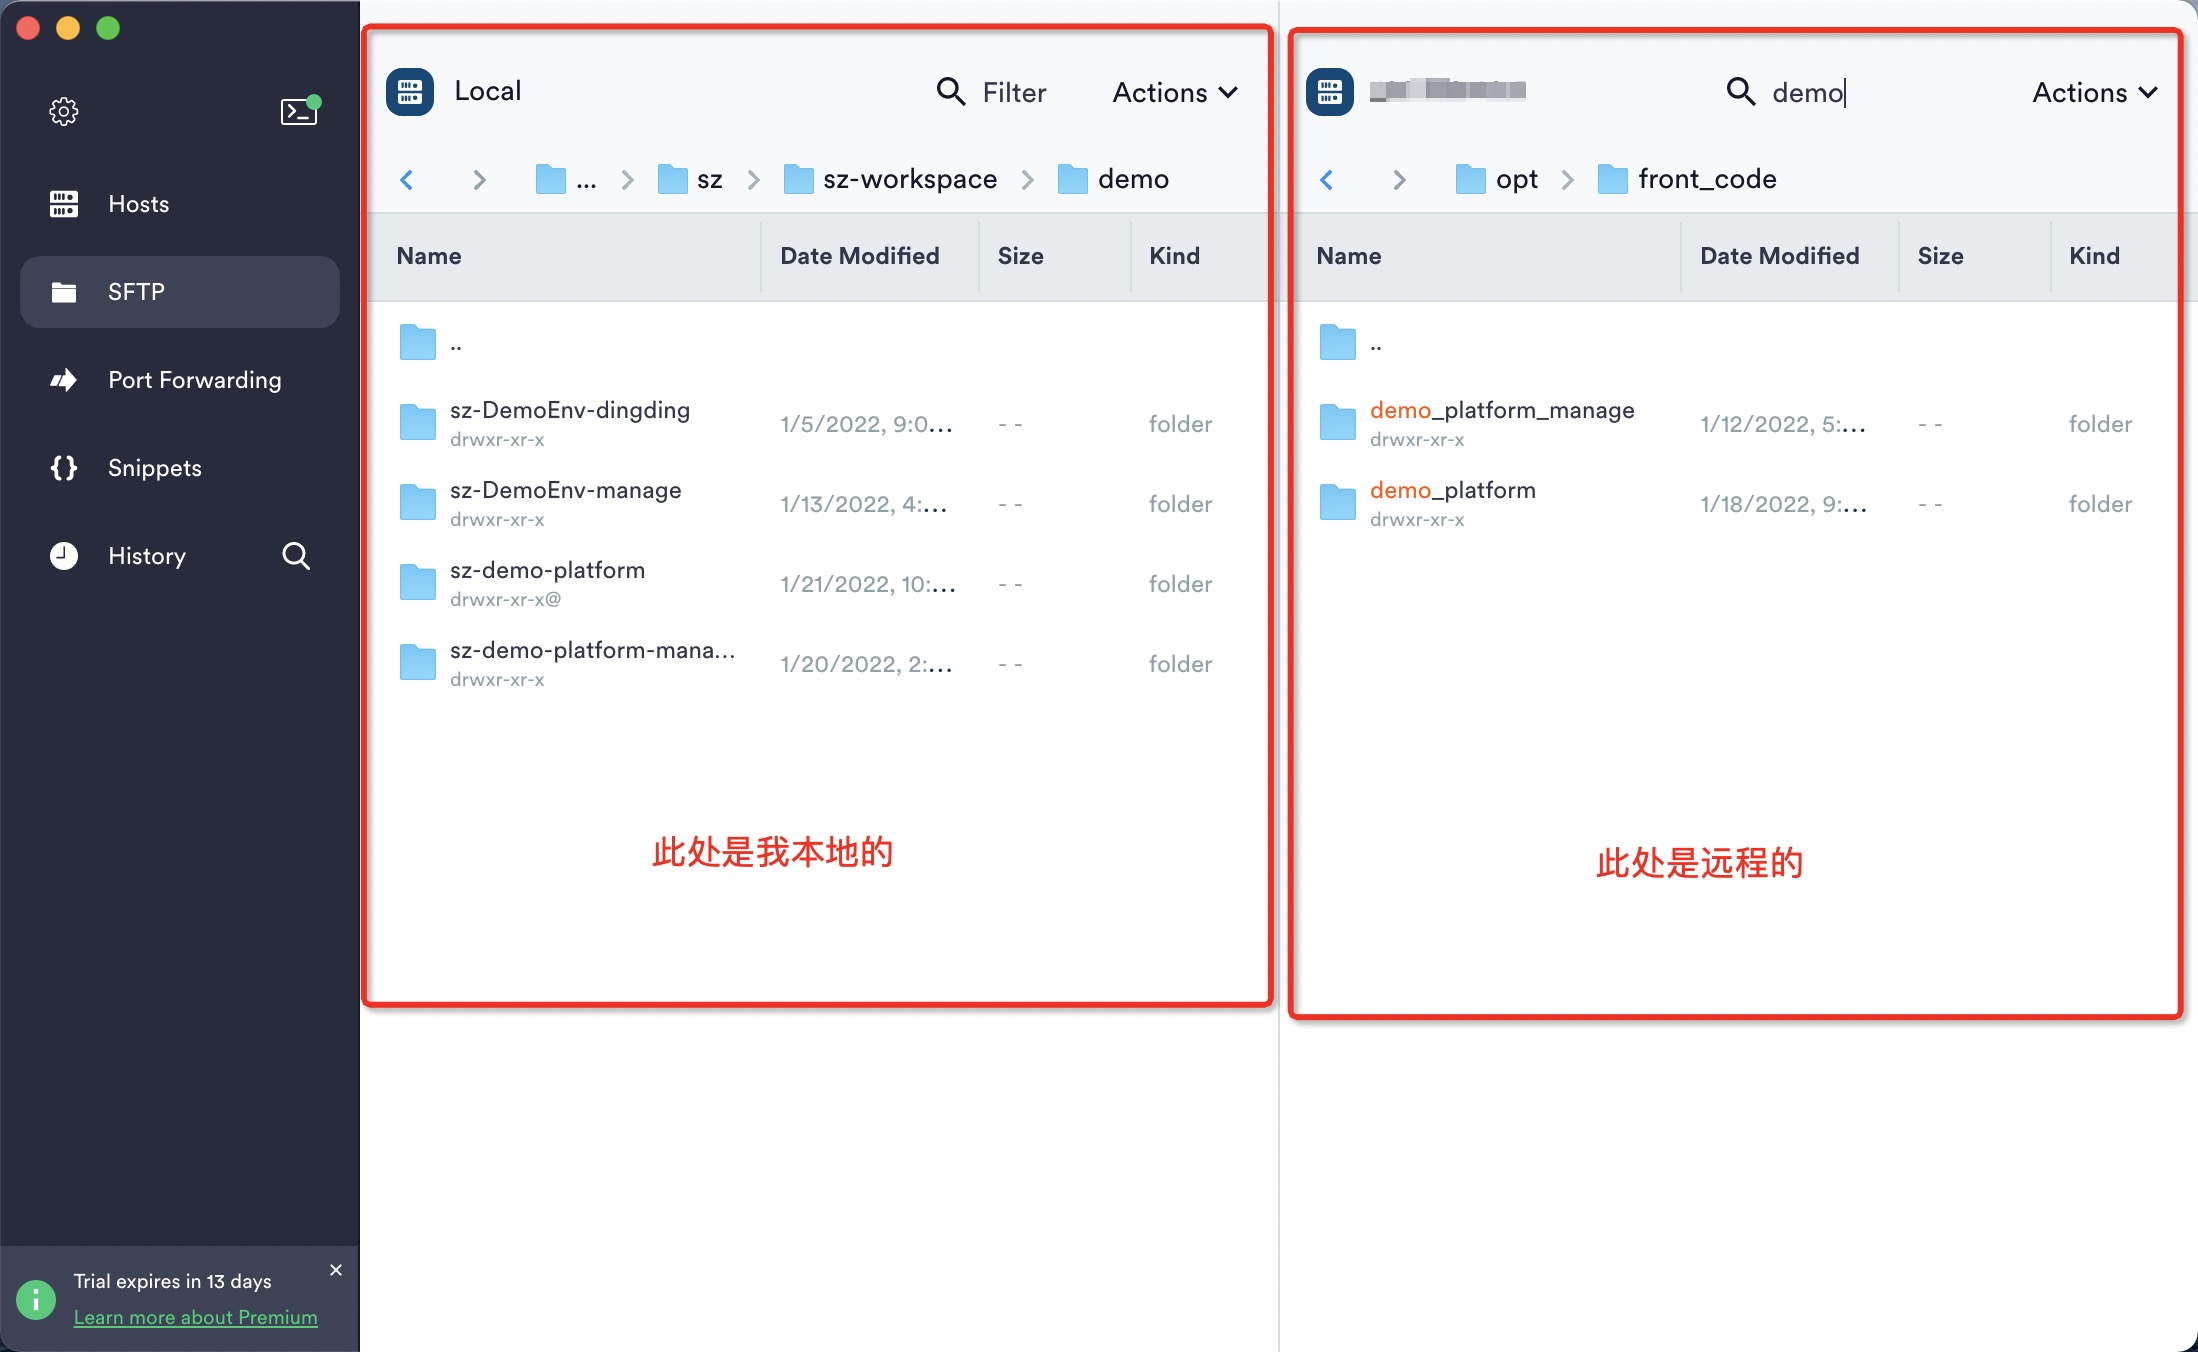 Hosts
SFTP
Port Forwarding
Snippets
History
Trial expires in 13 days
Learn more about Premium
Local
Filter
Actions
...
sz
sz-workspace
demo
Name
Date Modified
Size
Kind
..
sz-DemoEnv-dingding
drwxr-xr-x
1/5/2022, 9:0...
- -
folder
sz-DemoEnv-manage
drwxr-xr-x
1/13/2022, 4:...
- -
folder
sz-demo-platform
drwxr-xr-x@
1/21/2022, 10:...
- -
folder
sz-demo-platform-mana...
drwxr-xr-x
1/20/2022, 2:...
- -
folder
此处是我本地的
demo
Actions
opt
front_code
Name
Date Modified
Size
Kind
..
demo_platform_manage
drwxr-xr-x
1/12/2022, 5:...
- -
folder
demo_platform
drwxr-xr-x
1/18/2022, 9:...
- -
folder
此处是远程的